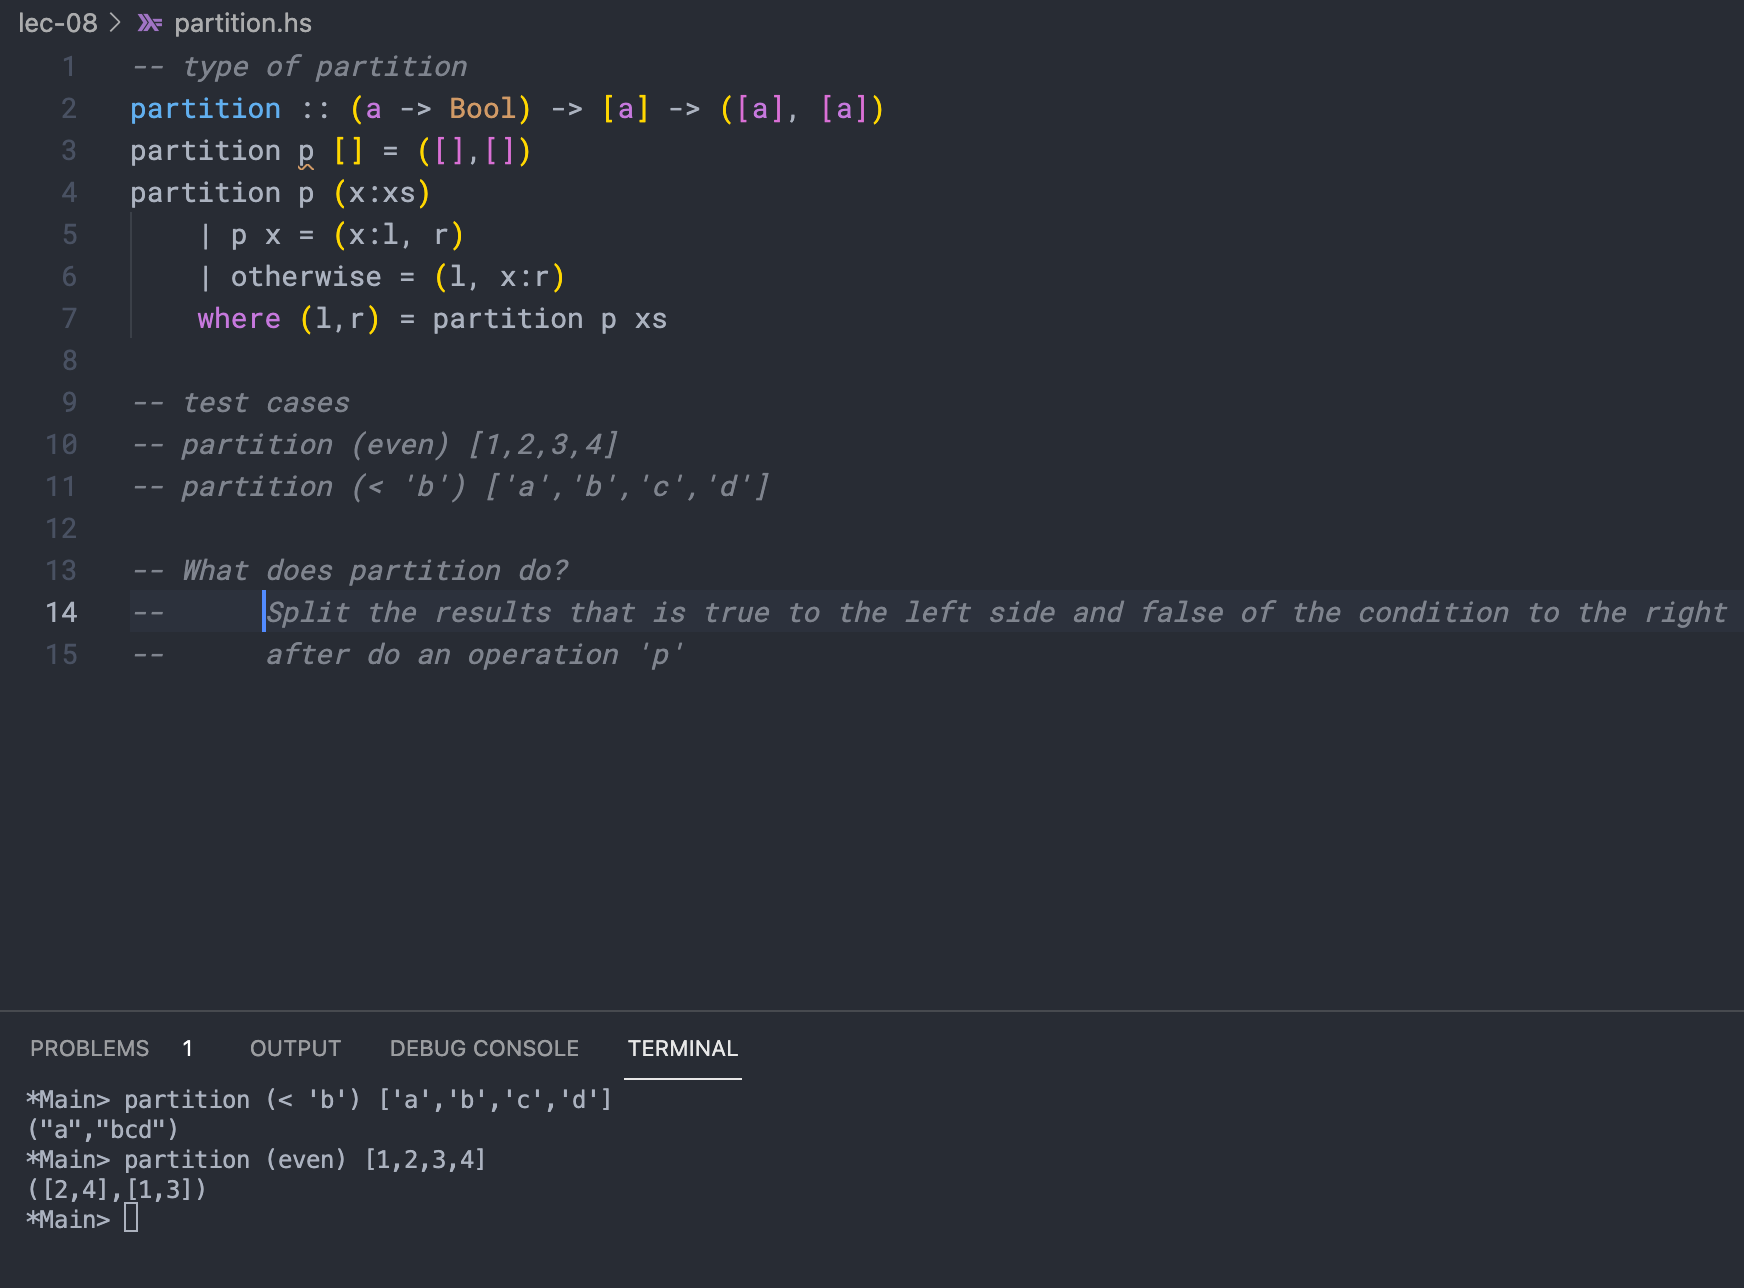 lec-08 > partition.hs
1 -- type of partition
2 partition :: (a -> Bool) -> [a] -> ([a], [a])
3 partition p [] = ([],[])
4 partition p (x:xs)
5     | p x = (x:l, r)
6     | otherwise = (l, x:r)
7     where (l,r) = partition p xs
8
9 -- test cases
10 -- partition (even) [1,2,3,4]
11 -- partition (< 'b') ['a','b','c','d']
12
13 -- What does partition do?
14 --      Split the results that is true to the left side and false of the condition to the right
15 --      after do an operation 'p'
PROBLEMS 1 OUTPUT DEBUG CONSOLE TERMINAL
*Main> partition (< 'b') ['a','b','c','d']
("a","bcd")
*Main> partition (even) [1,2,3,4]
([2,4],[1,3])
*Main>